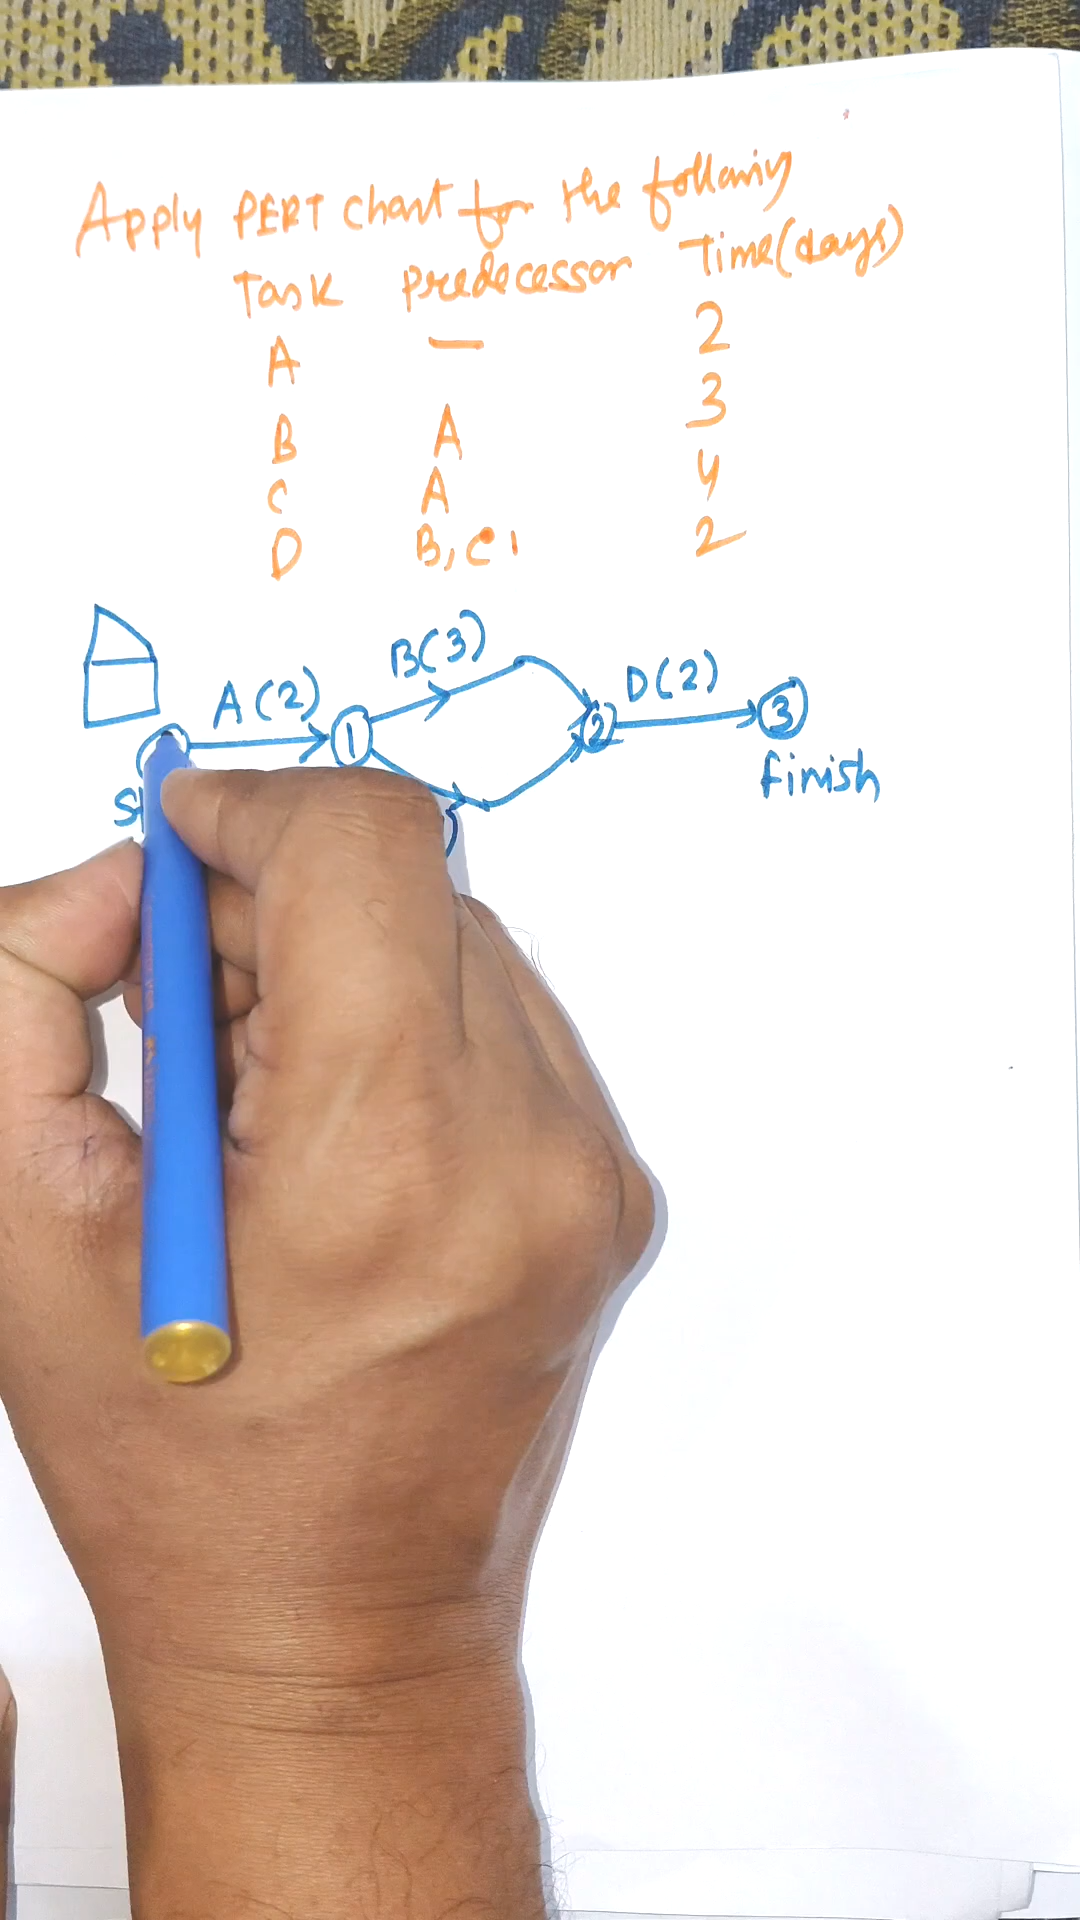 Apply PERT chart for the following
Task Predecessor Time(days)
A — 2
B A 3
C A 4
D B, C 2
A(2) B(3) D(2)
1 2 3
Finish